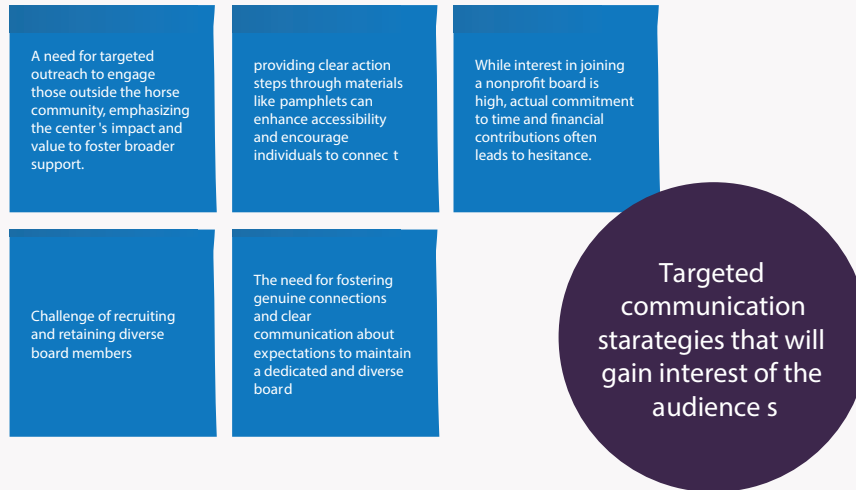 A need for targeted
outreach to engage
those outside the horse
community, emphasizing
the center 's impact and
value to foster broader
support.
providing clear action
steps through materials
like pamphlets can
enhance accessibility
and encourage
individuals to connec t
While interest in joining
a nonprofit board is
high, actual commitment
to time and financial
contributions often
leads to hesitance.
Challenge of recruiting
and retaining diverse
board members
The need for fostering
genuine connections
and clear
communication about
expectations to maintain
a dedicated and diverse
board
Targeted
communication
starategies that will
gain interest of the
audience s